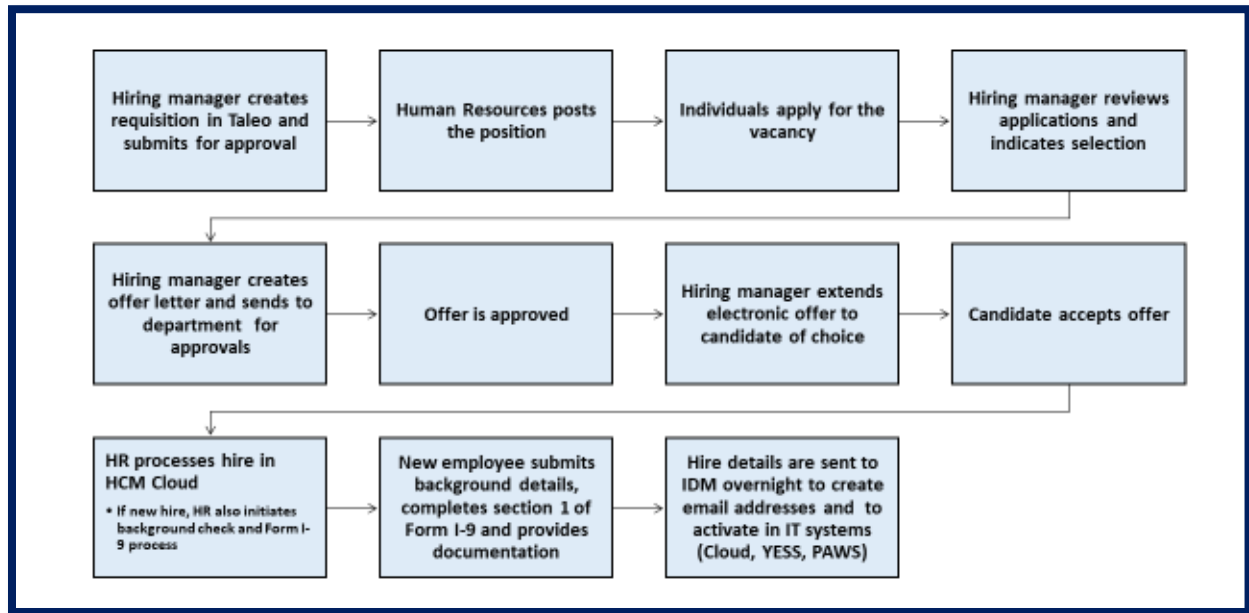 Hiring manager creates
requisition in Taleo and
submits for approval
Human Resources posts
the position
Individuals apply for the
vacancy
Hiring manager reviews
applications and
indicates selection
Hiring manager creates
offer letter and sends to
department for
approvals
Offer is approved
Hiring manager extends
electronic offer to
candidate of choice
Candidate accepts offer
HR processes hire in
HCM Cloud
• If new hire, HR also initiates
background check and Form I-
9 process
New employee submits
background details,
completes section 1 of
Form I-9 and provides
documentation
Hire details are sent to
IDM overnight to create
email addresses and to
activate in IT systems
(Cloud, YESS, PAWS)